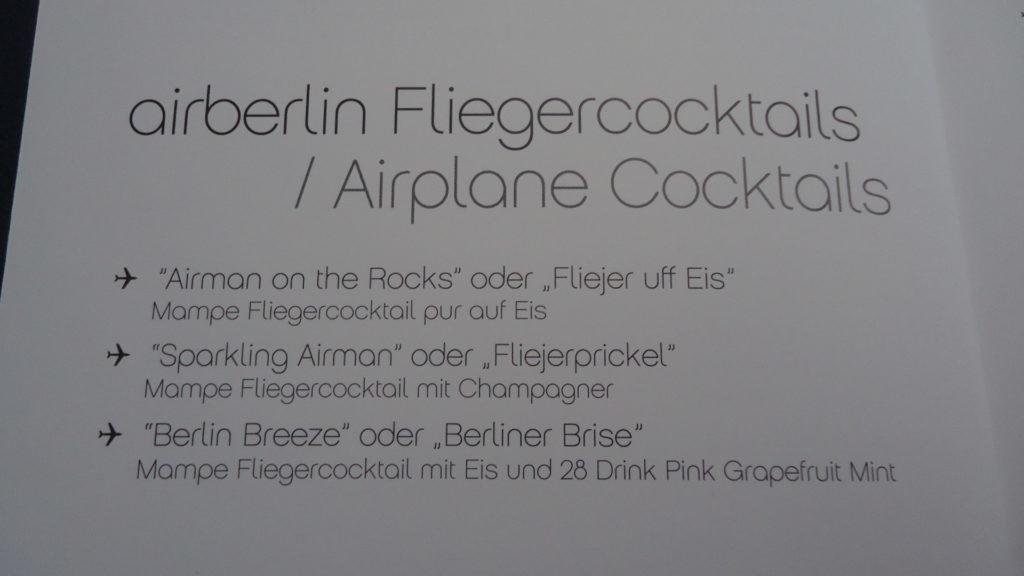 airberlin Fliegercocktails
/ Airplane Cocktails
"Airman on the Rocks" oder „Fliejer uff Eis"
Mampe Fliegercocktail pur auf Eis
"Sparkling Airman" oder „Fliejerprickel"
Mampe Fliegercocktail mit Champagner
"Berlin Breeze" oder „Berliner Brise"
Mampe Fliegercocktail mit Eis und 28 Drink Pink Grapefruit Mint